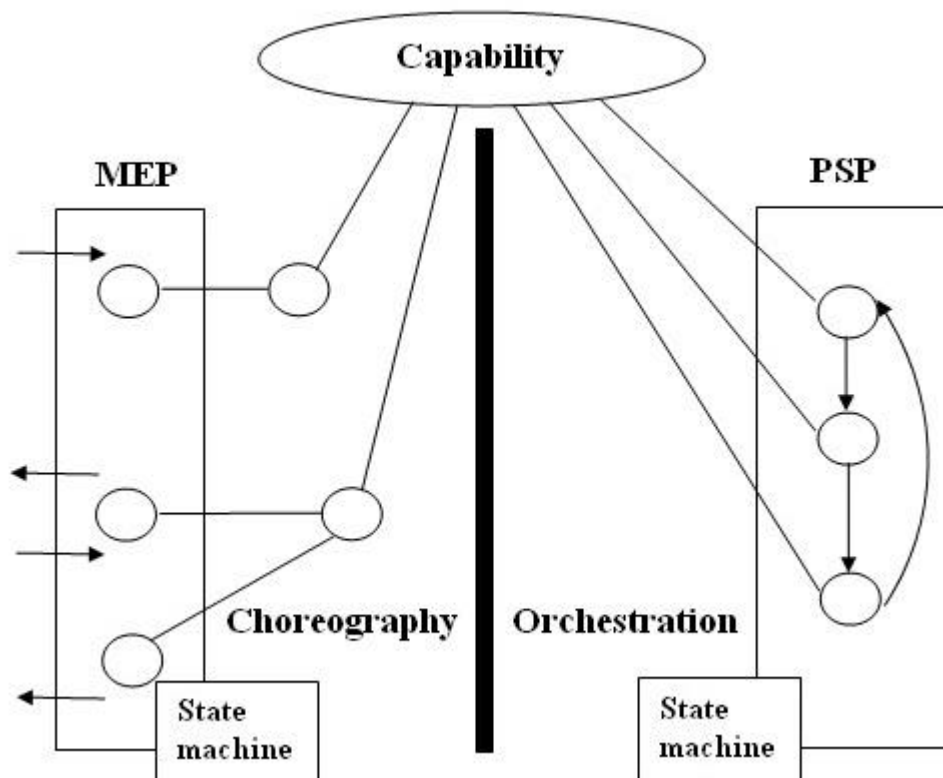 Capability
MEP
PSP
Choreography
Orchestration
State
machine
State
machine